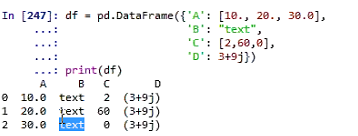 In [247]: df = pd.DataFrame({'A': [10., 20., 30.0],
...: 'B': "text",
...: 'C': [2,60,0],
...: 'D': 3+9j})
...: print(df)
A B C D
0 10.0 text 2 (3+9j)
1 20.0 text 60 (3+9j)
2 30.0 text 0 (3+9j)